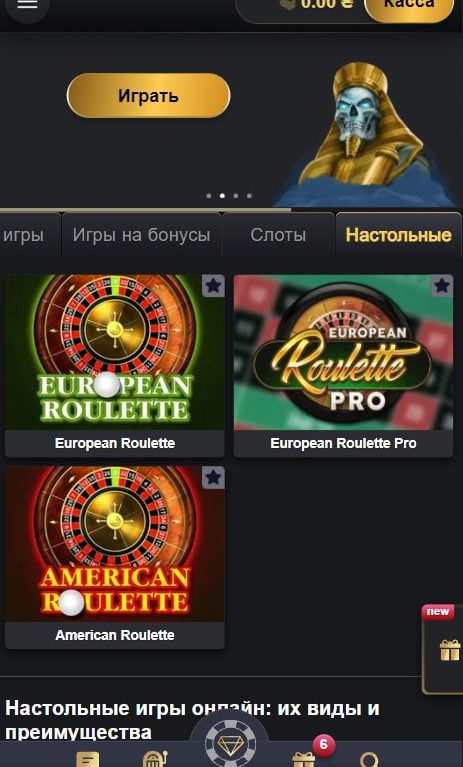 0.00 ₴
Касса
Играть
игры
Игры на бонусы
Слоты
Настольные
EUROPEAN
ROULETTE
EUROPEAN
Roulette
PRO
European Roulette
European Roulette Pro
AMERICAN
ROULETTE
American Roulette
new
Настольные игры онлайн: их виды и
преимущества
6